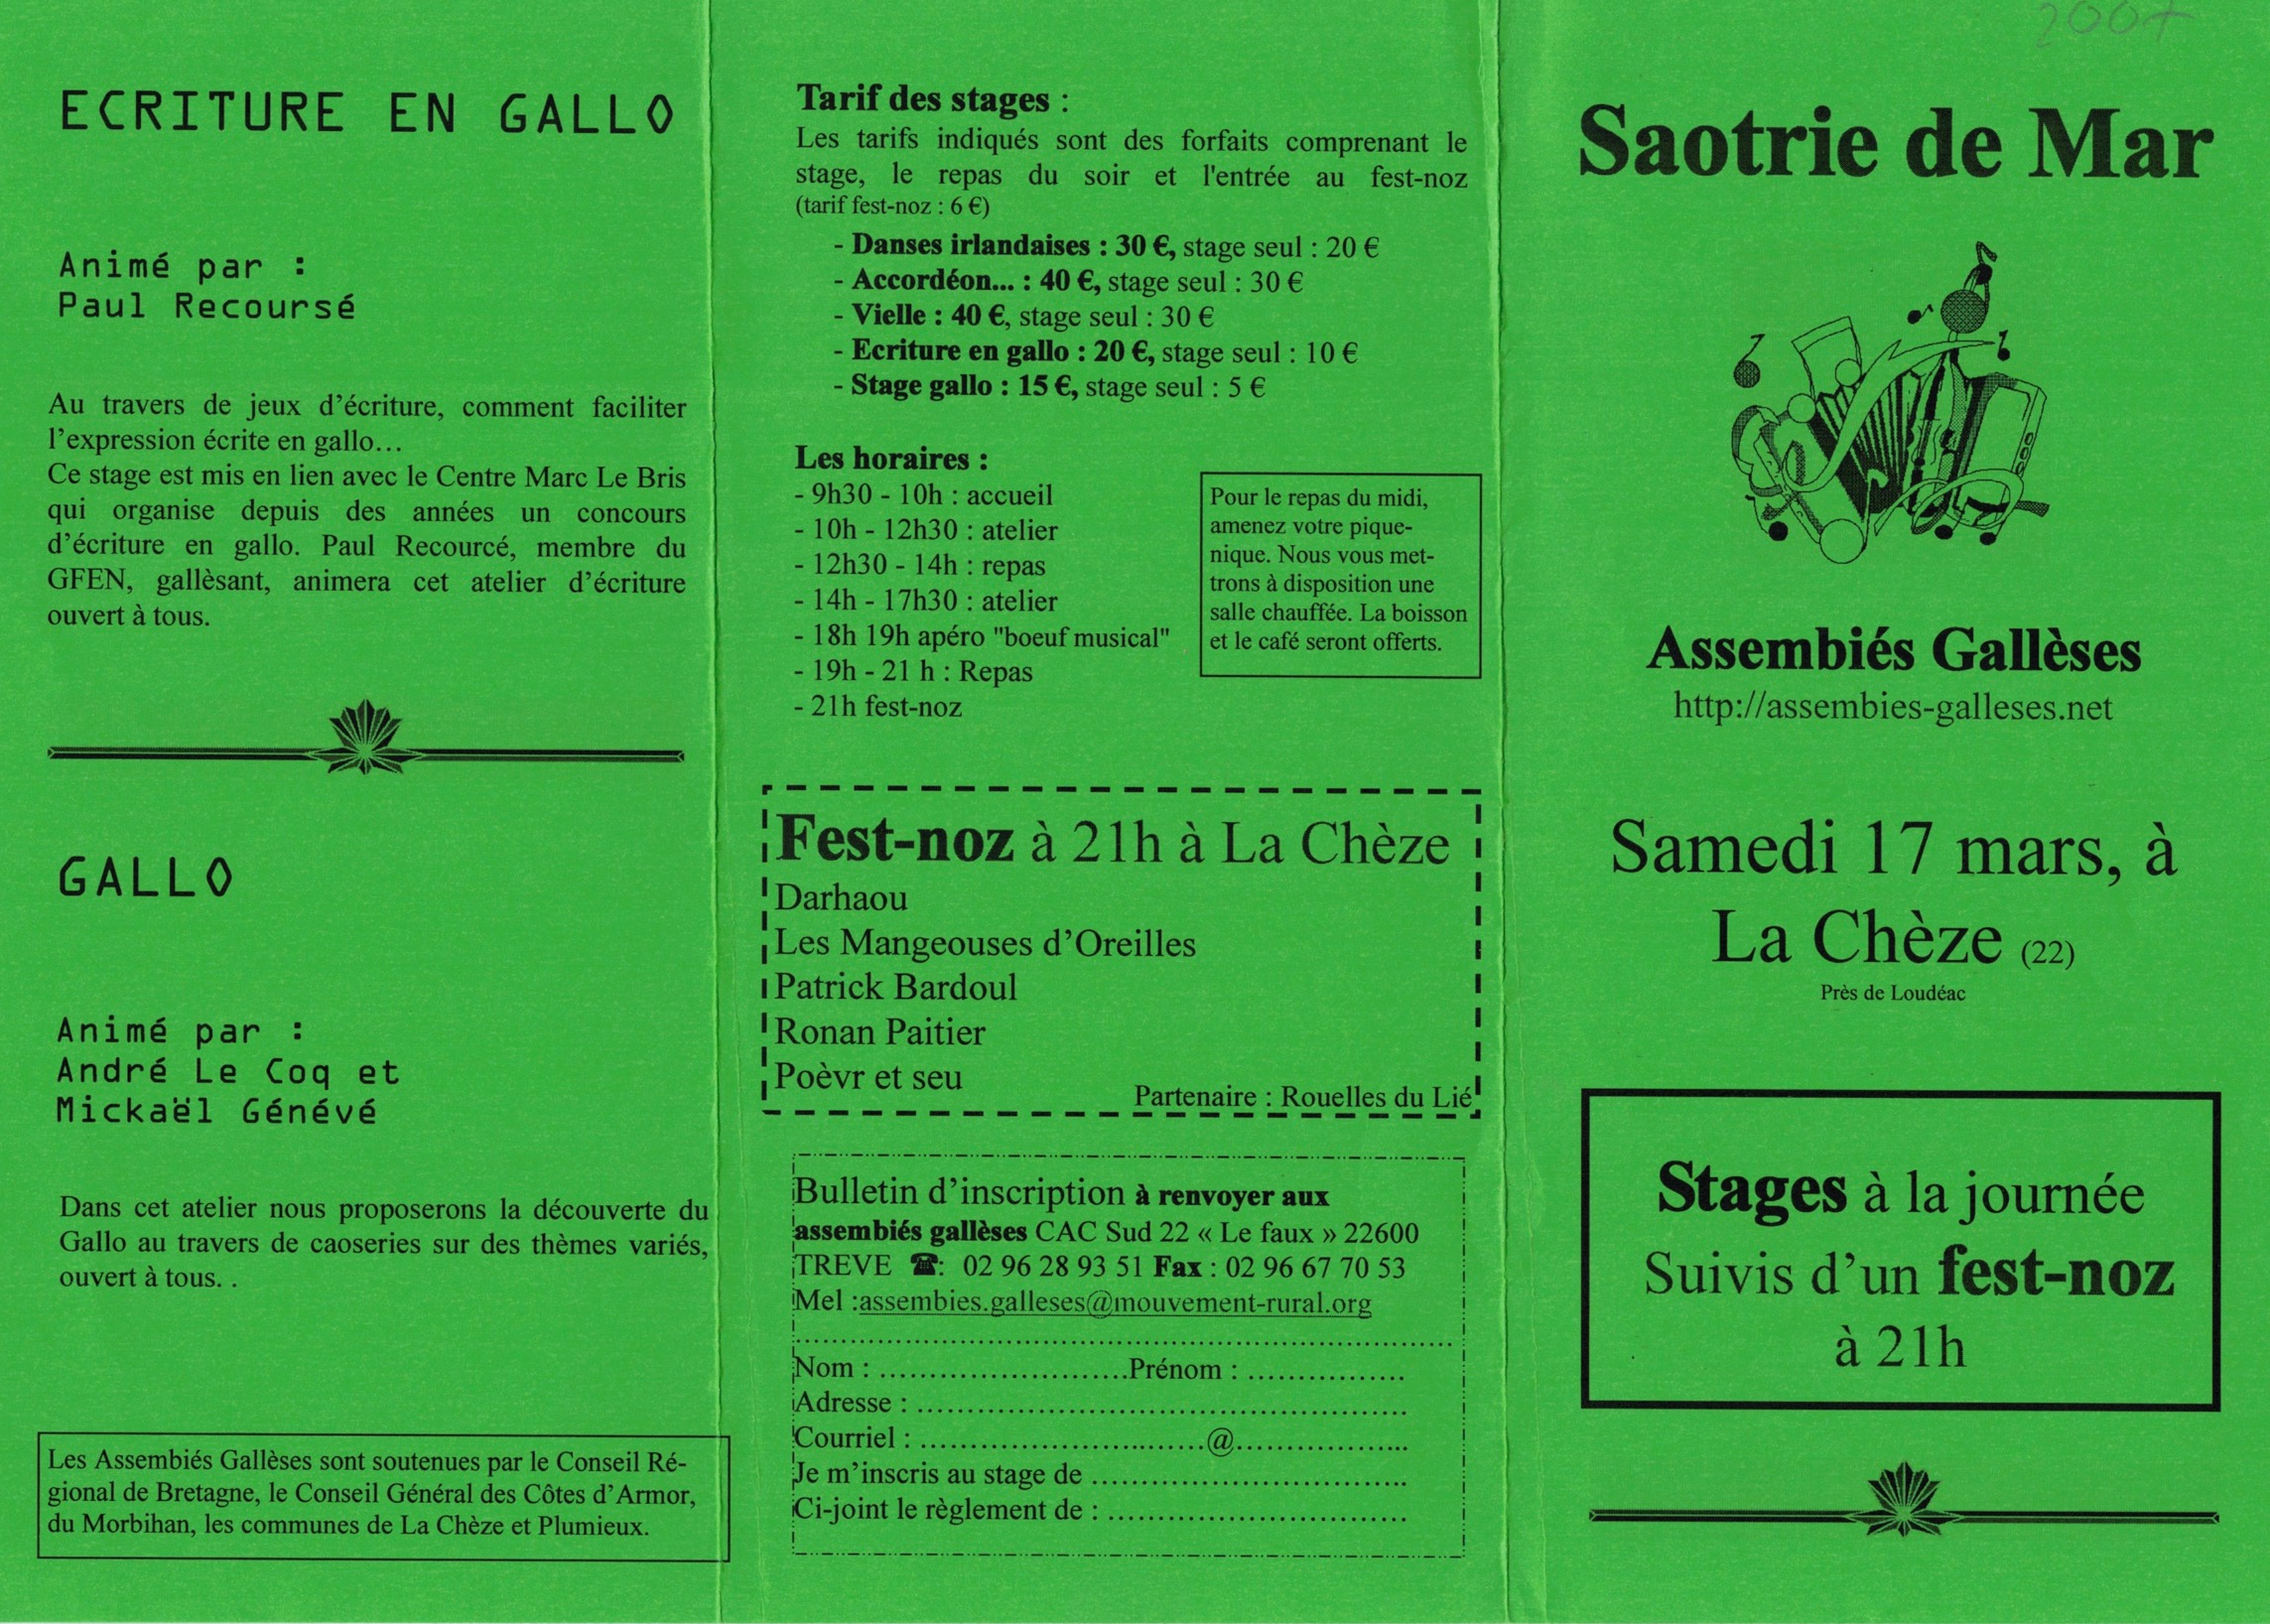 ECRITURE EN GALLO
Animé par :
Paul Recoursé
Au travers de jeux d’écriture, comment faciliter
l’expression écrite en gallo…
Ce stage est mis en lien avec le Centre Marc Le Bris
qui organise depuis des années un concours
d’écriture en gallo. Paul Recourcé, membre du
GFEN, gallèsant, animera cet atelier d’écriture
ouvert à tous.
GALLO
Animé par :
André Le Coq et
Mickaël Génévé
Dans cet atelier nous proposerons la découverte du
Gallo au travers de caoseries sur des thèmes variés,
ouvert à tous. .
Les Assembiés Gallèses sont soutenues par le Conseil Ré-
gional de Bretagne, le Conseil Général des Côtes d’Armor,
du Morbihan, les communes de La Chèze et Plumieux.
Tarif des stages :
Les tarifs indiqués sont des forfaits comprenant le
stage, le repas du soir et l'entrée au fest-noz
(tarif fest-noz : 6 €)
- Danses irlandaises : 30 €, stage seul : 20 €
- Accordéon... : 40 €, stage seul : 30 €
- Vielle : 40 €, stage seul : 30 €
- Ecriture en gallo : 20 €, stage seul : 10 €
- Stage gallo : 15 €, stage seul : 5 €
Les horaires :
- 9h30 - 10h : accueil
- 10h - 12h30 : atelier
- 12h30 - 14h : repas
- 14h - 17h30 : atelier
- 18h 19h apéro "boeuf musical"
- 19h - 21 h : Repas
- 21h fest-noz
Pour le repas du midi,
amenez votre pique-
nique. Nous vous met-
trons à disposition une
salle chauffée. La boisson
et le café seront offerts.
Fest-noz à 21h à La Chèze
Darhaou
Les Mangeouses d’Oreilles
Patrick Bardoul
Ronan Paitier
Poèvr et seu
Partenaire : Rouelles du Lié
Bulletin d’inscription à renvoyer aux
assembiés gallèses CAC Sud 22 « Le faux » 22600
TREVE ☎: 02 96 28 93 51 Fax : 02 96 67 70 53
Mel :assembies.galleses@mouvement-rural.org
Nom : ............................Prénom : ..................
Adresse : ........................................................
Courriel : .................................@...................
Je m’inscris au stage de ....................................
Ci-joint le règlement de : ..................................
2007
Saotrie de Mar
Assembiés Gallèses
http://assembies-galleses.net
Samedi 17 mars, à
La Chèze (22)
Près de Loudéac
Stages à la journée
Suivis d’un fest-noz
à 21h